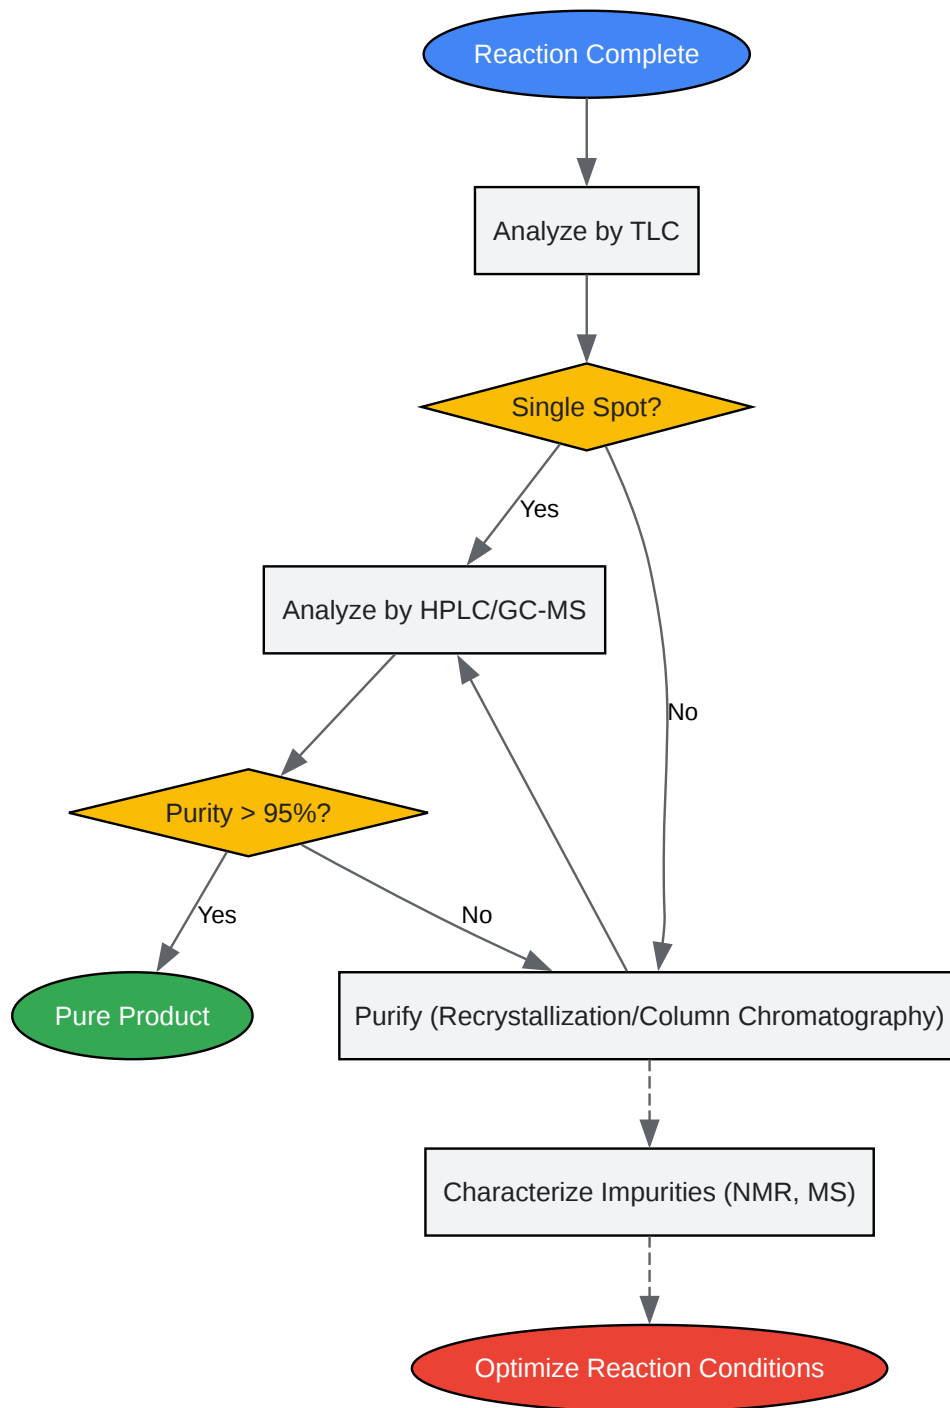 Reaction Complete
Analyze by TLC
Single Spot?
Yes
Analyze by HPLC/GC-MS
No
Purity > 95%?
Yes
No
Pure Product
Purify (Recrystallization/Column Chromatography)
Characterize Impurities (NMR, MS)
Optimize Reaction Conditions